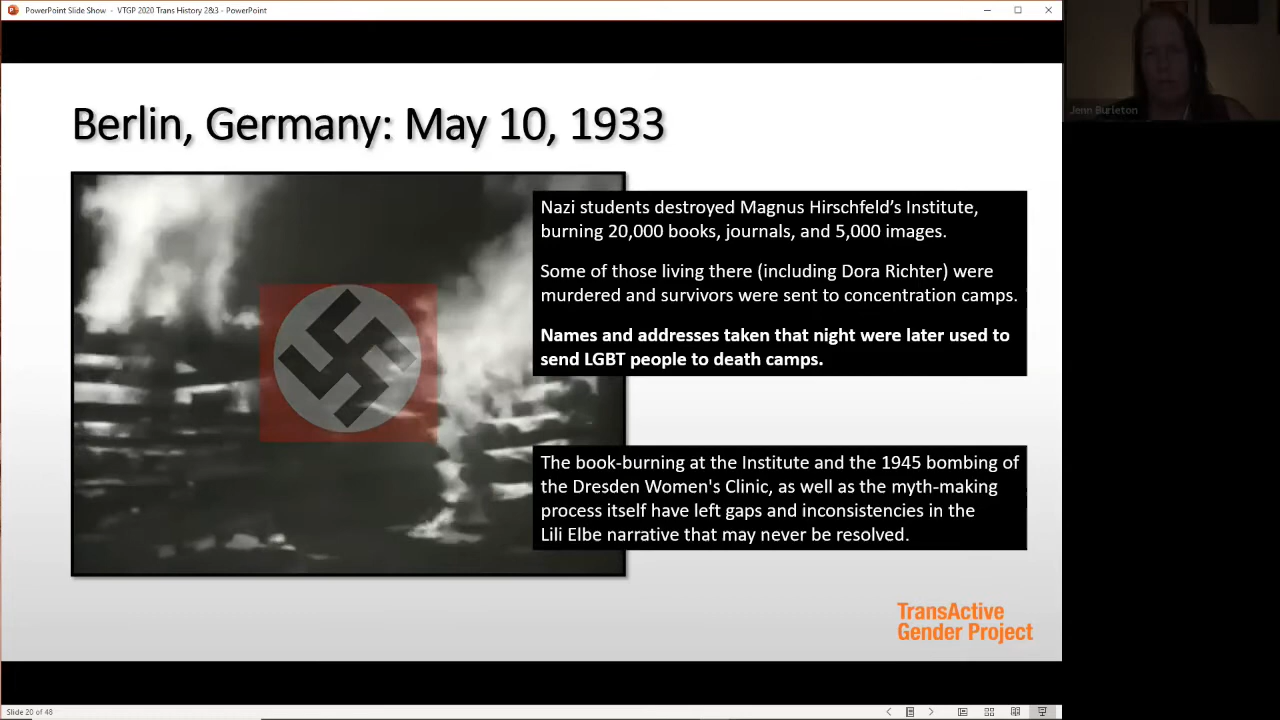 PowerPoint Slide Show - VTGP 2020 Trans History 2&3 - PowerPoint
Jenn Burleton
Berlin, Germany: May 10, 1933
Nazi students destroyed Magnus Hirschfeld's Institute,
burning 20,000 books, journals, and 5,000 images.
Some of those living there (including Dora Richter) were
murdered and survivors were sent to concentration camps.
Names and addresses taken that night were later used to
send LGBT people to death camps.
The book-burning at the Institute and the 1945 bombing of
the Dresden Women's Clinic, as well as the myth-making
process itself have left gaps and inconsistencies in the
Lili Elbe narrative that may never be resolved.
TransActive
Gender Project
Slide 20 of 48